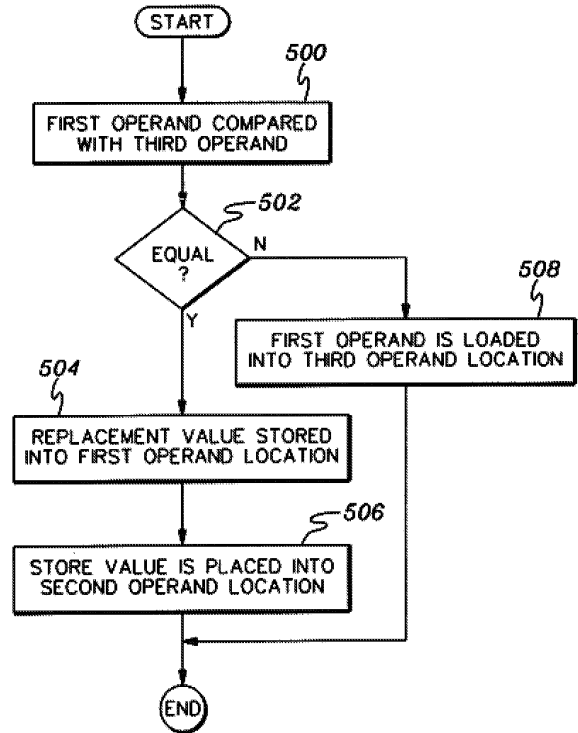 START
500
FIRST OPERAND COMPARED
WITH THIRD OPERAND
502
EQUAL
?
N
Y
508
FIRST OPERAND IS LOADED
INTO THIRD OPERAND LOCATION
504
REPLACEMENT VALUE STORED
INTO FIRST OPERAND LOCATION
506
STORE VALUE IS PLACED INTO
SECOND OPERAND LOCATION
END